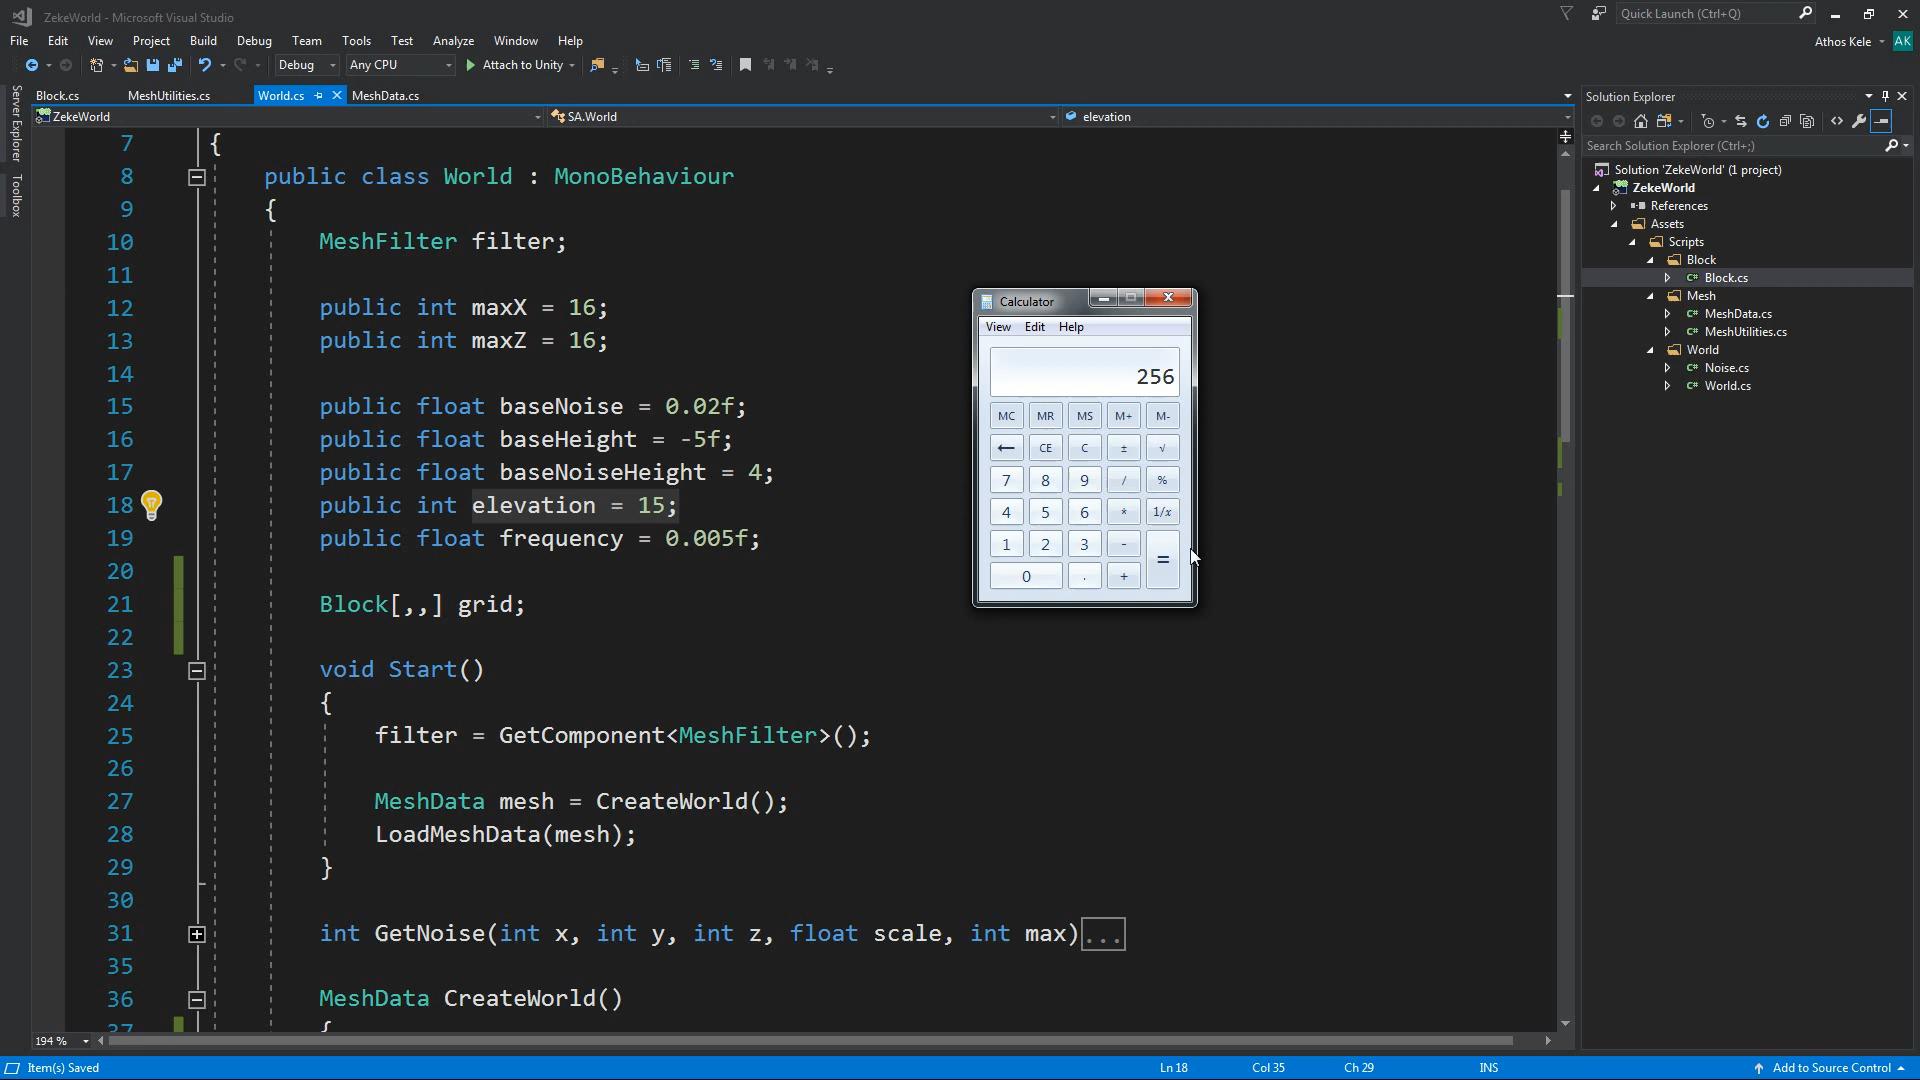 ZekeWorld - Microsoft Visual Studio
Quick Launch (Ctrl+Q)
File Edit View Project Build Debug Team Tools Test Analyze Window Help
Athos Kele AK
Debug Any CPU Attach to Unity
Server Explorer
Toolbox
Block.cs MeshUtilities.cs World.cs MeshData.cs
ZekeWorld SA.World elevation
7 {
8 public class World : MonoBehaviour
9 {
10 MeshFilter filter;
11
12 public int maxX = 16;
13 public int maxZ = 16;
14
15 public float baseNoise = 0.02f;
16 public float baseHeight = -5f;
17 public float baseNoiseHeight = 4;
18 public int elevation = 15;
19 public float frequency = 0.005f;
20
21 Block[,,] grid;
22
23 void Start()
24 {
25 filter = GetComponent<MeshFilter>();
26
27 MeshData mesh = CreateWorld();
28 LoadMeshData(mesh);
29 }
30
31 int GetNoise(int x, int y, int z, float scale, int max)...
35
36 MeshData CreateWorld()
37 {
194 %
Calculator
View Edit Help
256
MC MR MS M+ M-
← CE C ± √
7 8 9 / %
4 5 6 * 1/x
1 2 3 - =
0 . +
Solution Explorer
Search Solution Explorer (Ctrl+;)
Solution 'ZekeWorld' (1 project)
ZekeWorld
References
Assets
Scripts
Block
C# Block.cs
Mesh
C# MeshData.cs
C# MeshUtilities.cs
World
C# Noise.cs
C# World.cs
Item(s) Saved Ln 18 Col 35 Ch 29 INS Add to Source Control